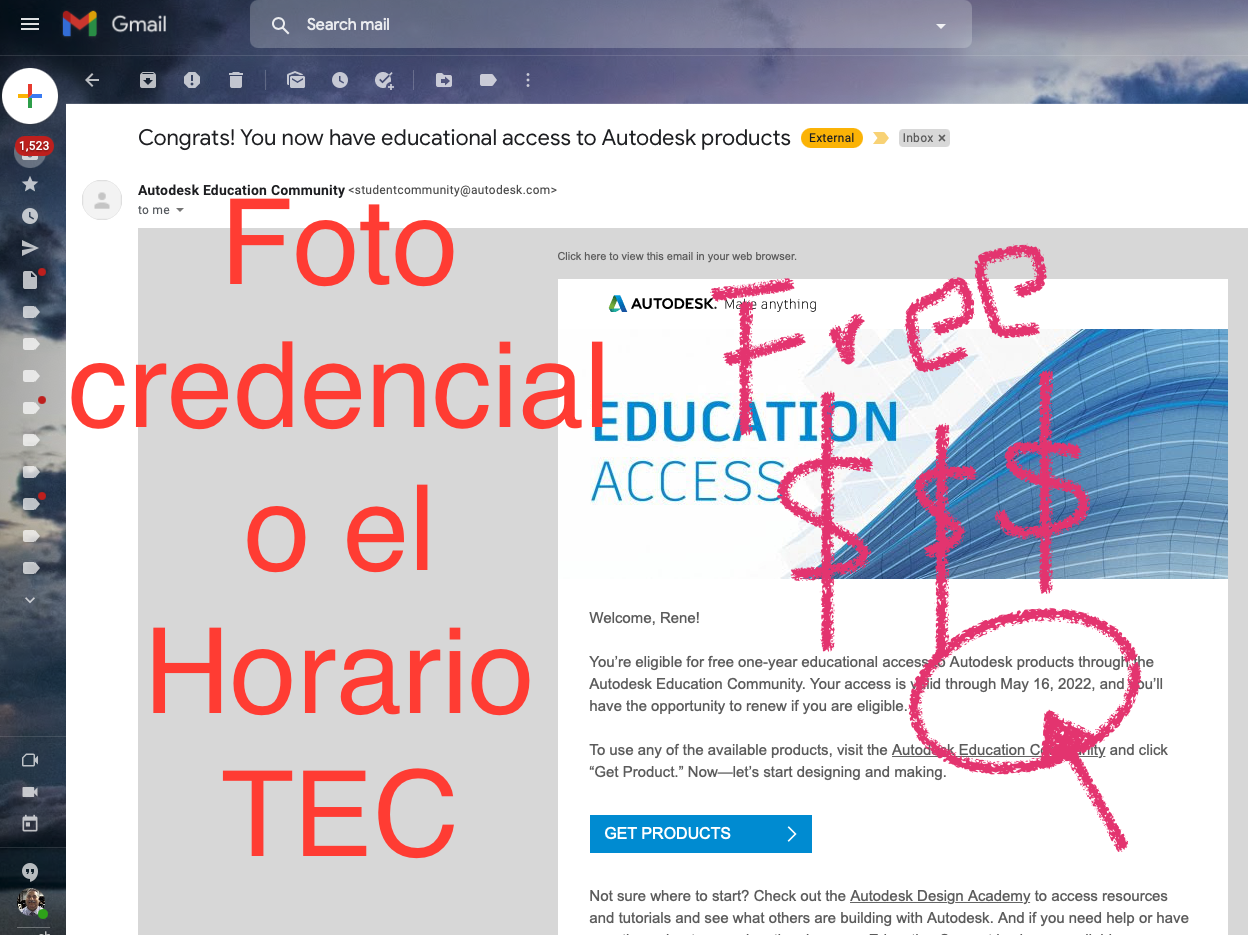 Gmail
Search mail
1,523
Congrats! You now have educational access to Autodesk products External Inbox ×
Autodesk Education Community <studentcommunity@autodesk.com>
to me
Foto
credencial
o el
Horario
TEC
Click here to view this email in your web browser.
AUTODESK. Make anything
Free
EDUCATION
ACCESS
$ $ $
Welcome, Rene!
You're eligible for free one-year educational access to Autodesk products through the
Autodesk Education Community. Your access is valid through May 16, 2022, and you'll
have the opportunity to renew if you are eligible.
To use any of the available products, visit the Autodesk Education Community and click
“Get Product.” Now—let's start designing and making.
GET PRODUCTS
Not sure where to start? Check out the Autodesk Design Academy to access resources
and tutorials and see what others are building with Autodesk. And if you need help or have